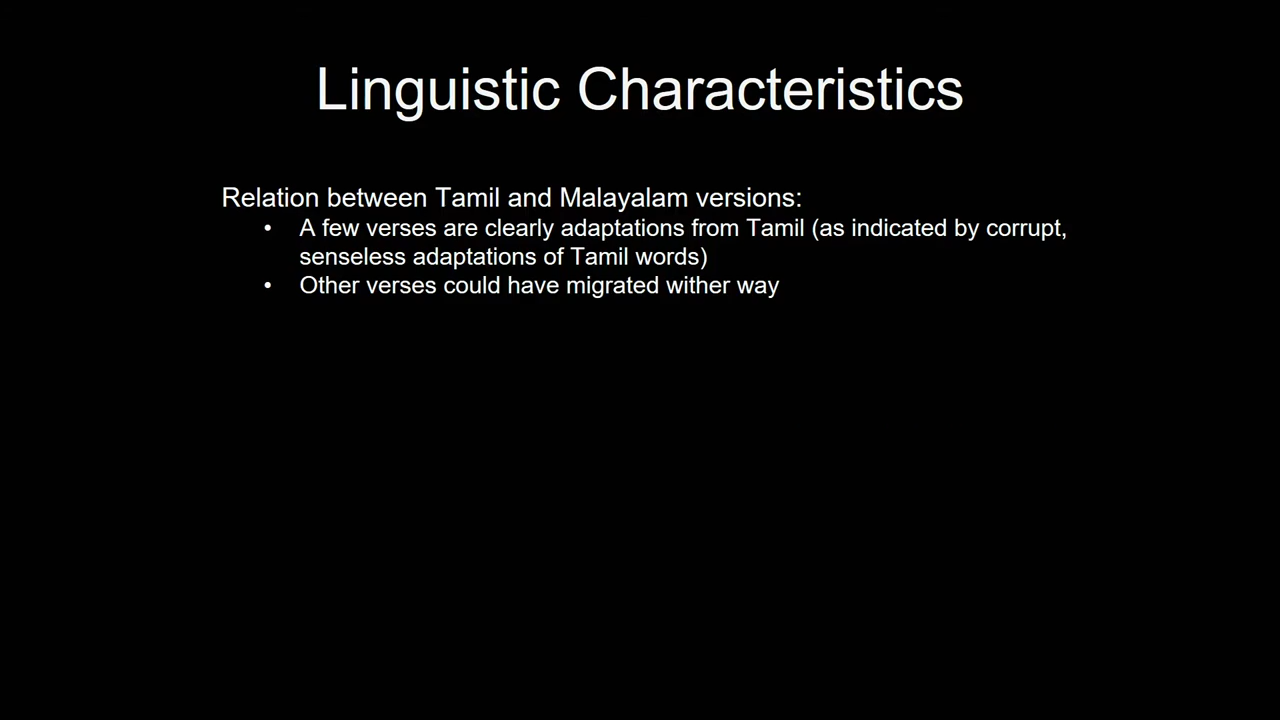 Linguistic Characteristics
Relation between Tamil and Malayalam versions:
• A few verses are clearly adaptations from Tamil (as indicated by corrupt,
senseless adaptations of Tamil words)
• Other verses could have migrated wither way